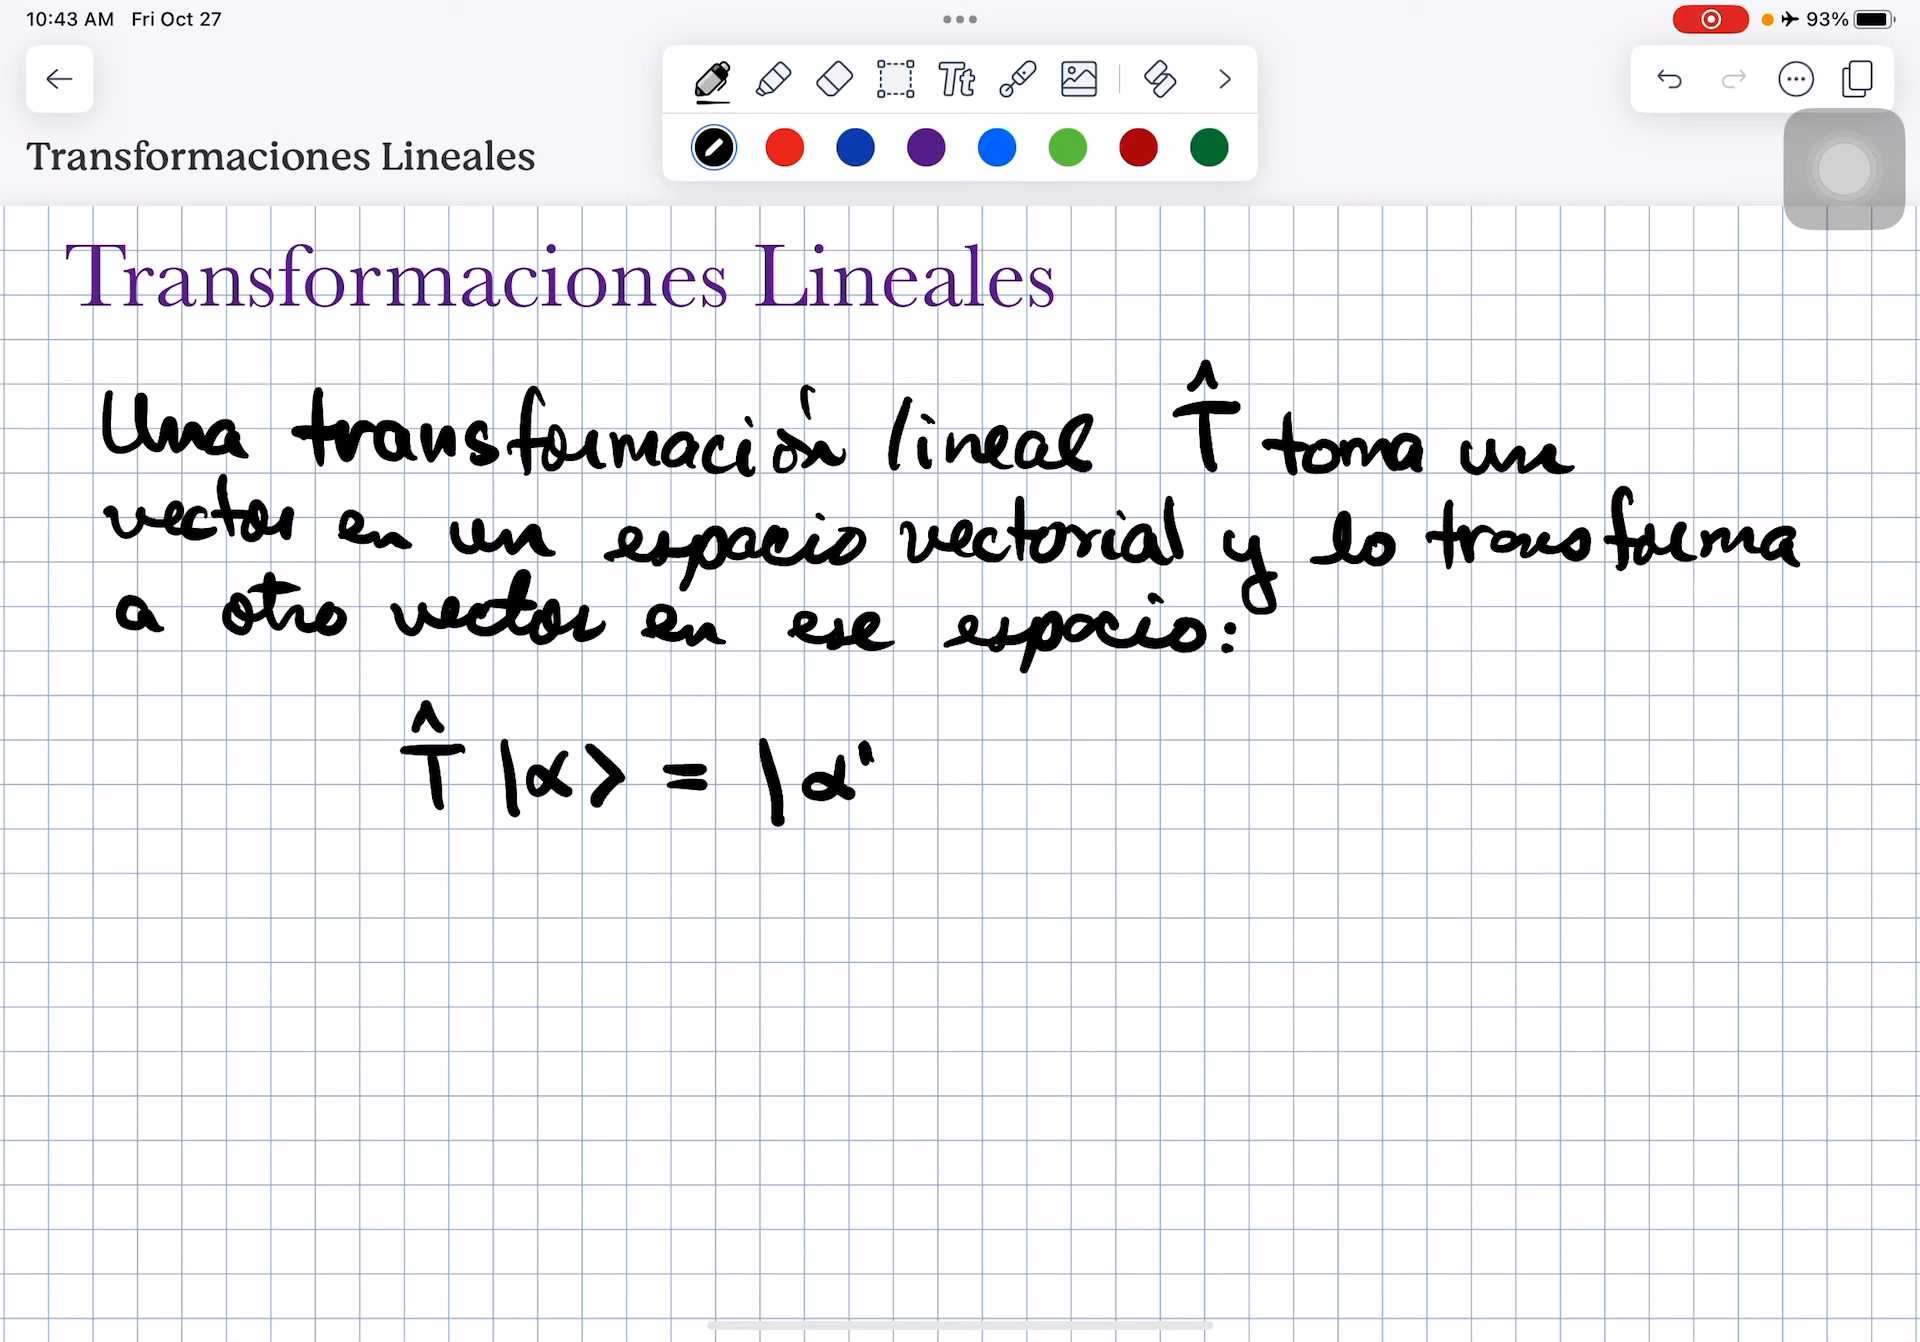 10:43 AM Fri Oct 27
93%
Tt
Transformaciones Lineales
Transformaciones Lineales
Una transformación lineal T̂ toma un
vector en un espacio vectorial y lo transforma
a otro vector en ese espacio:
T̂ |α> = |α'